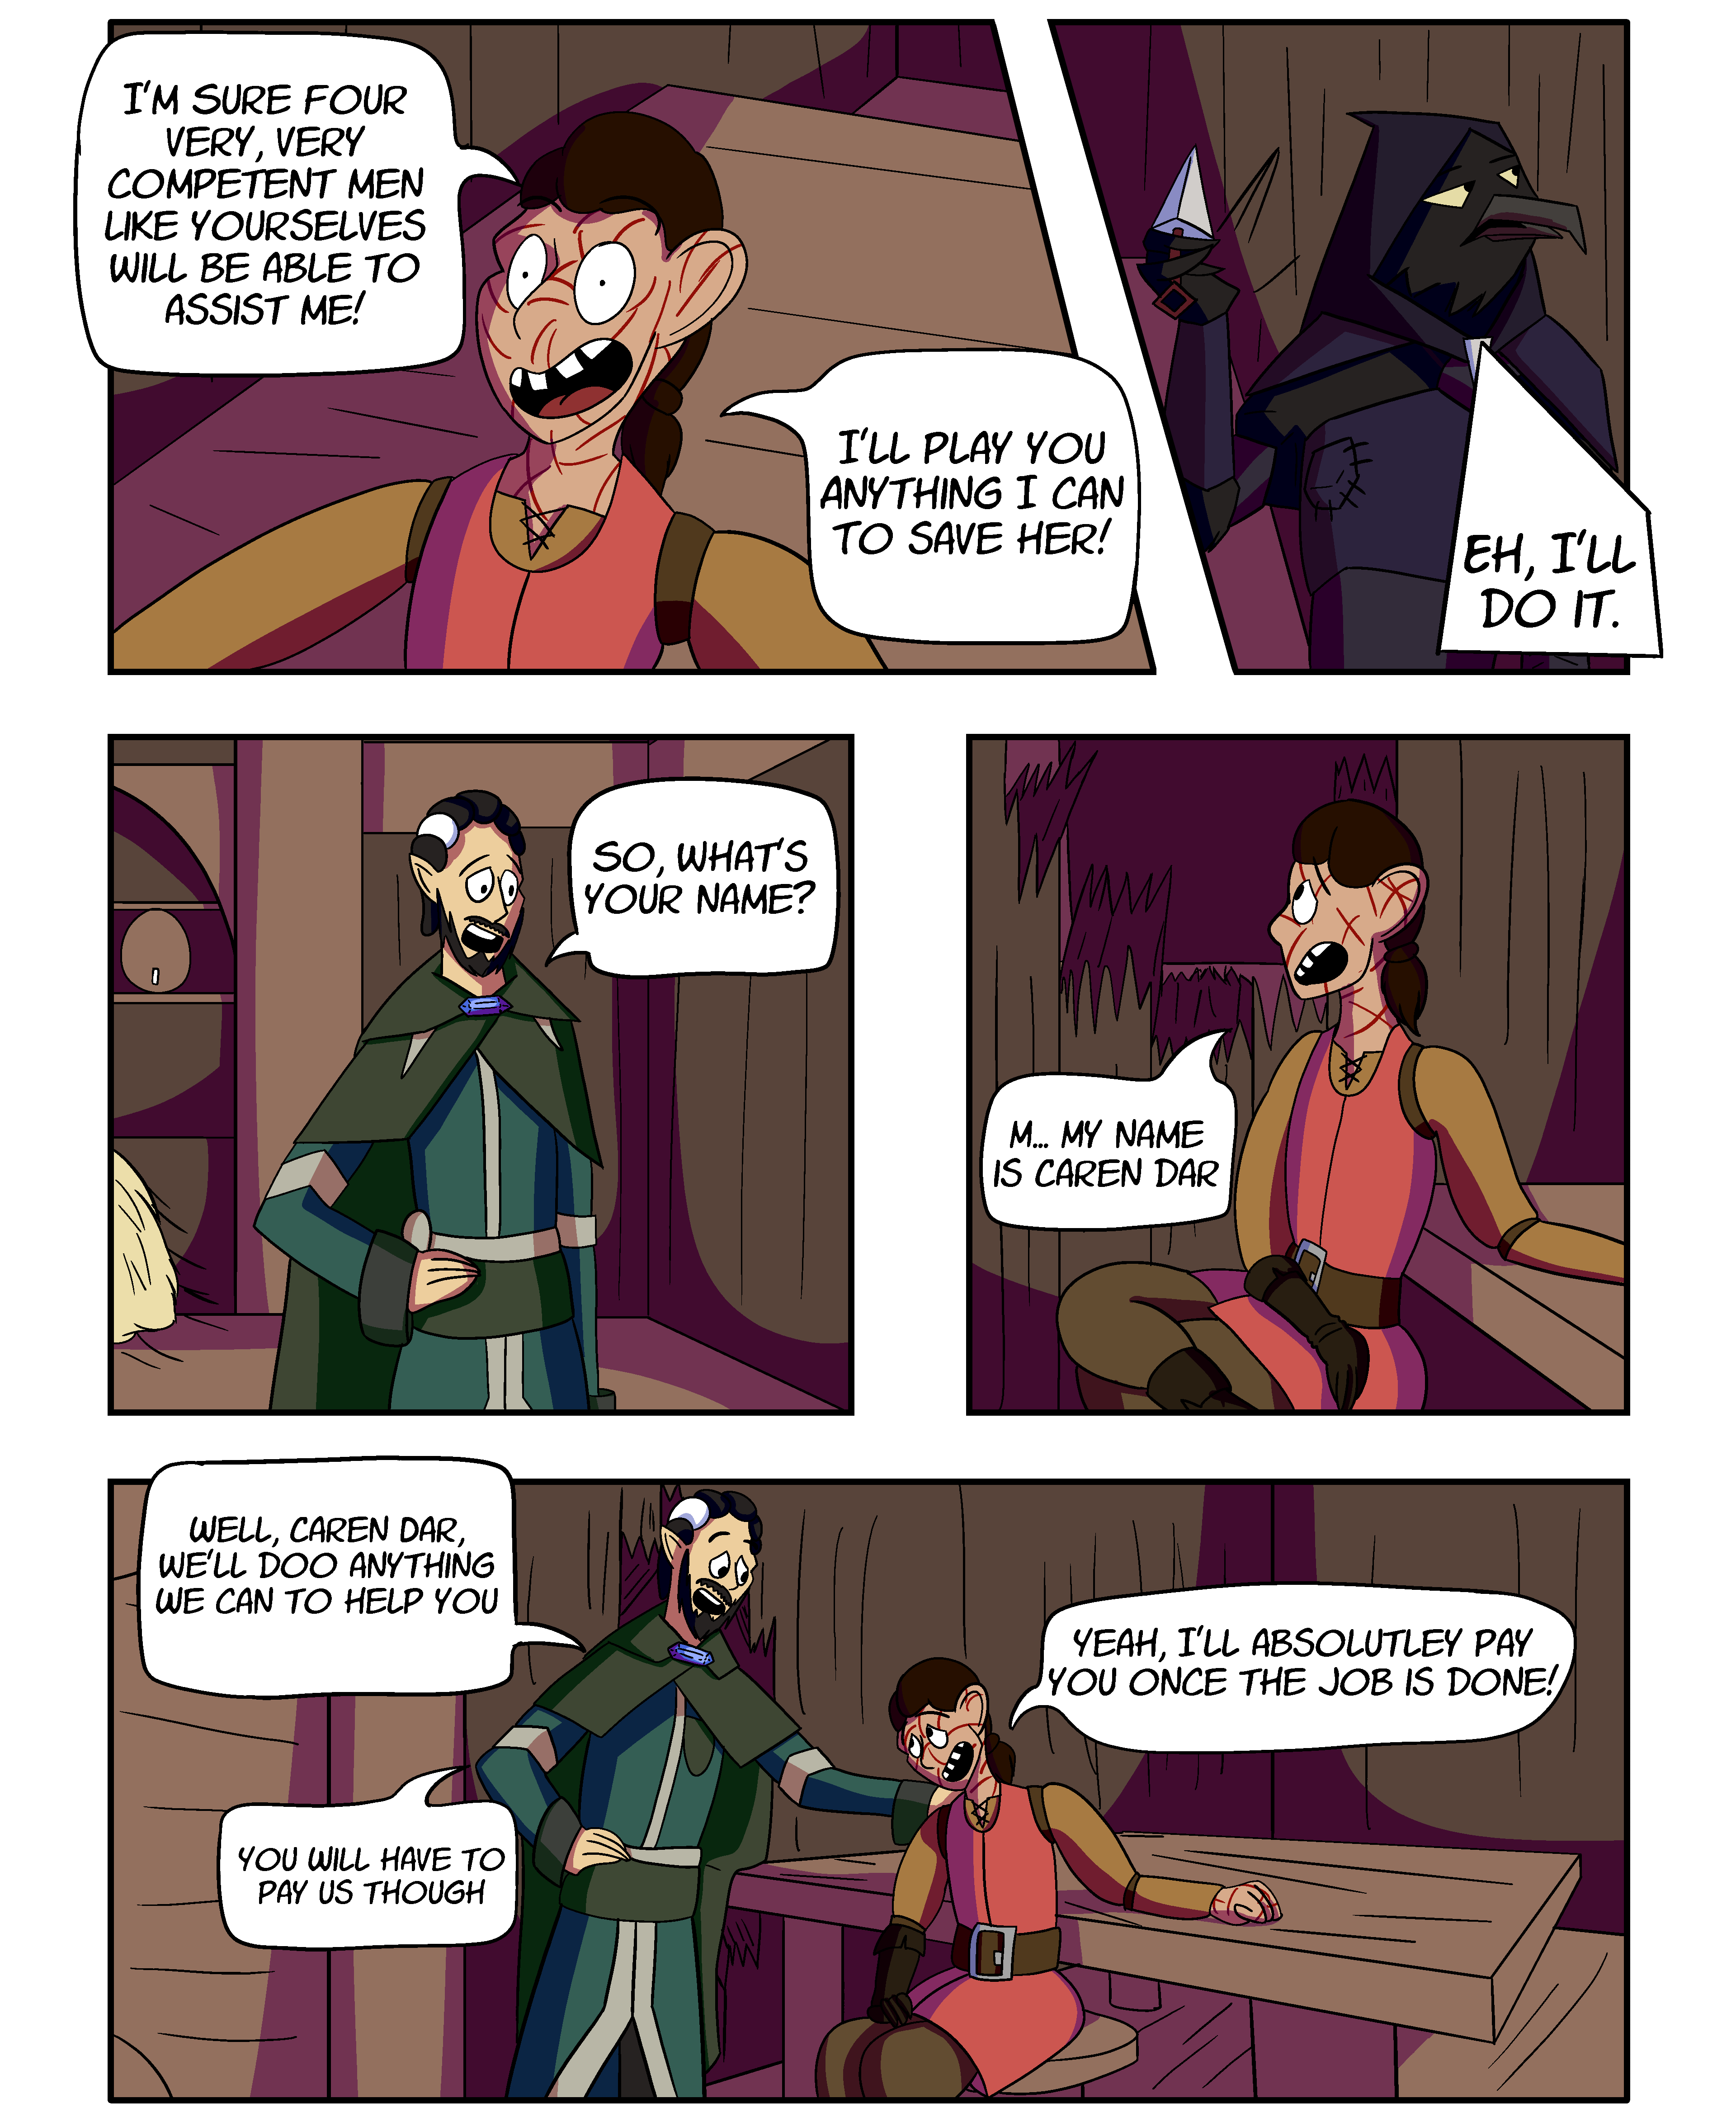 I'M SURE FOUR
VERY, VERY
COMPETENT MEN
LIKE YOURSELVES
WILL BE ABLE TO
ASSIST ME!
I'LL PLAY YOU
ANYTHING I CAN
TO SAVE HER!
EH, I'LL
DO IT.
SO, WHAT'S
YOUR NAME?
M... MY NAME
IS CAREN DAR
WELL, CAREN DAR,
WE'LL DOO ANYTHING
WE CAN TO HELP YOU
YOU WILL HAVE TO
PAY US THOUGH
YEAH, I'LL ABSOLUTLEY PAY
YOU ONCE THE JOB IS DONE!